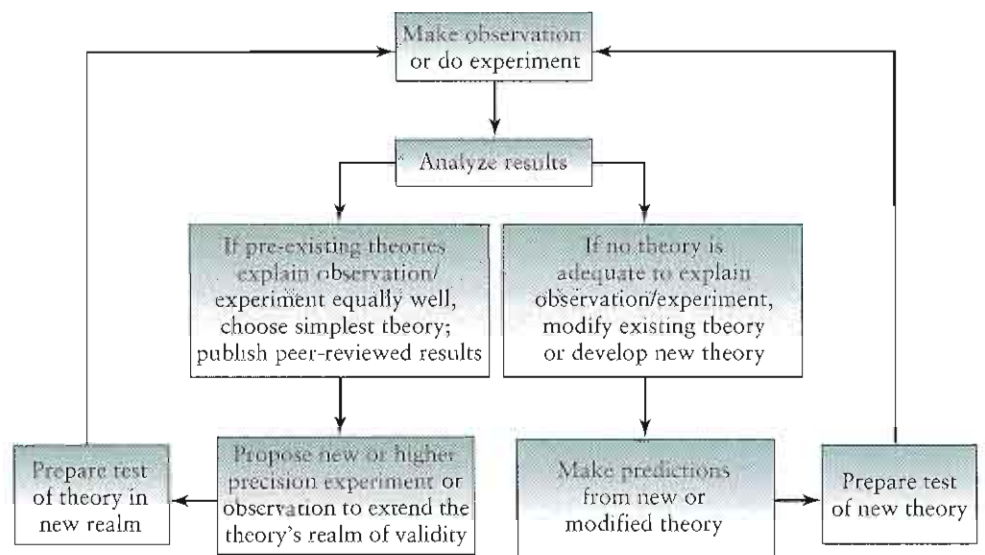 Make observation
or do experiment
Analyze results
If pre-existing theories
explain observation/
experiment equally well,
choose simplest theory;
publish peer-reviewed results
If no theory is
adequate to explain
observation/experiment,
modify existing theory
or develop new theory
Prepare test
of theory in
new realm
Propose new or higher
precision experiment or
observation to extend the
theory's realm of validity
Make predictions
from new or
modified theory
Prepare test
of new theory